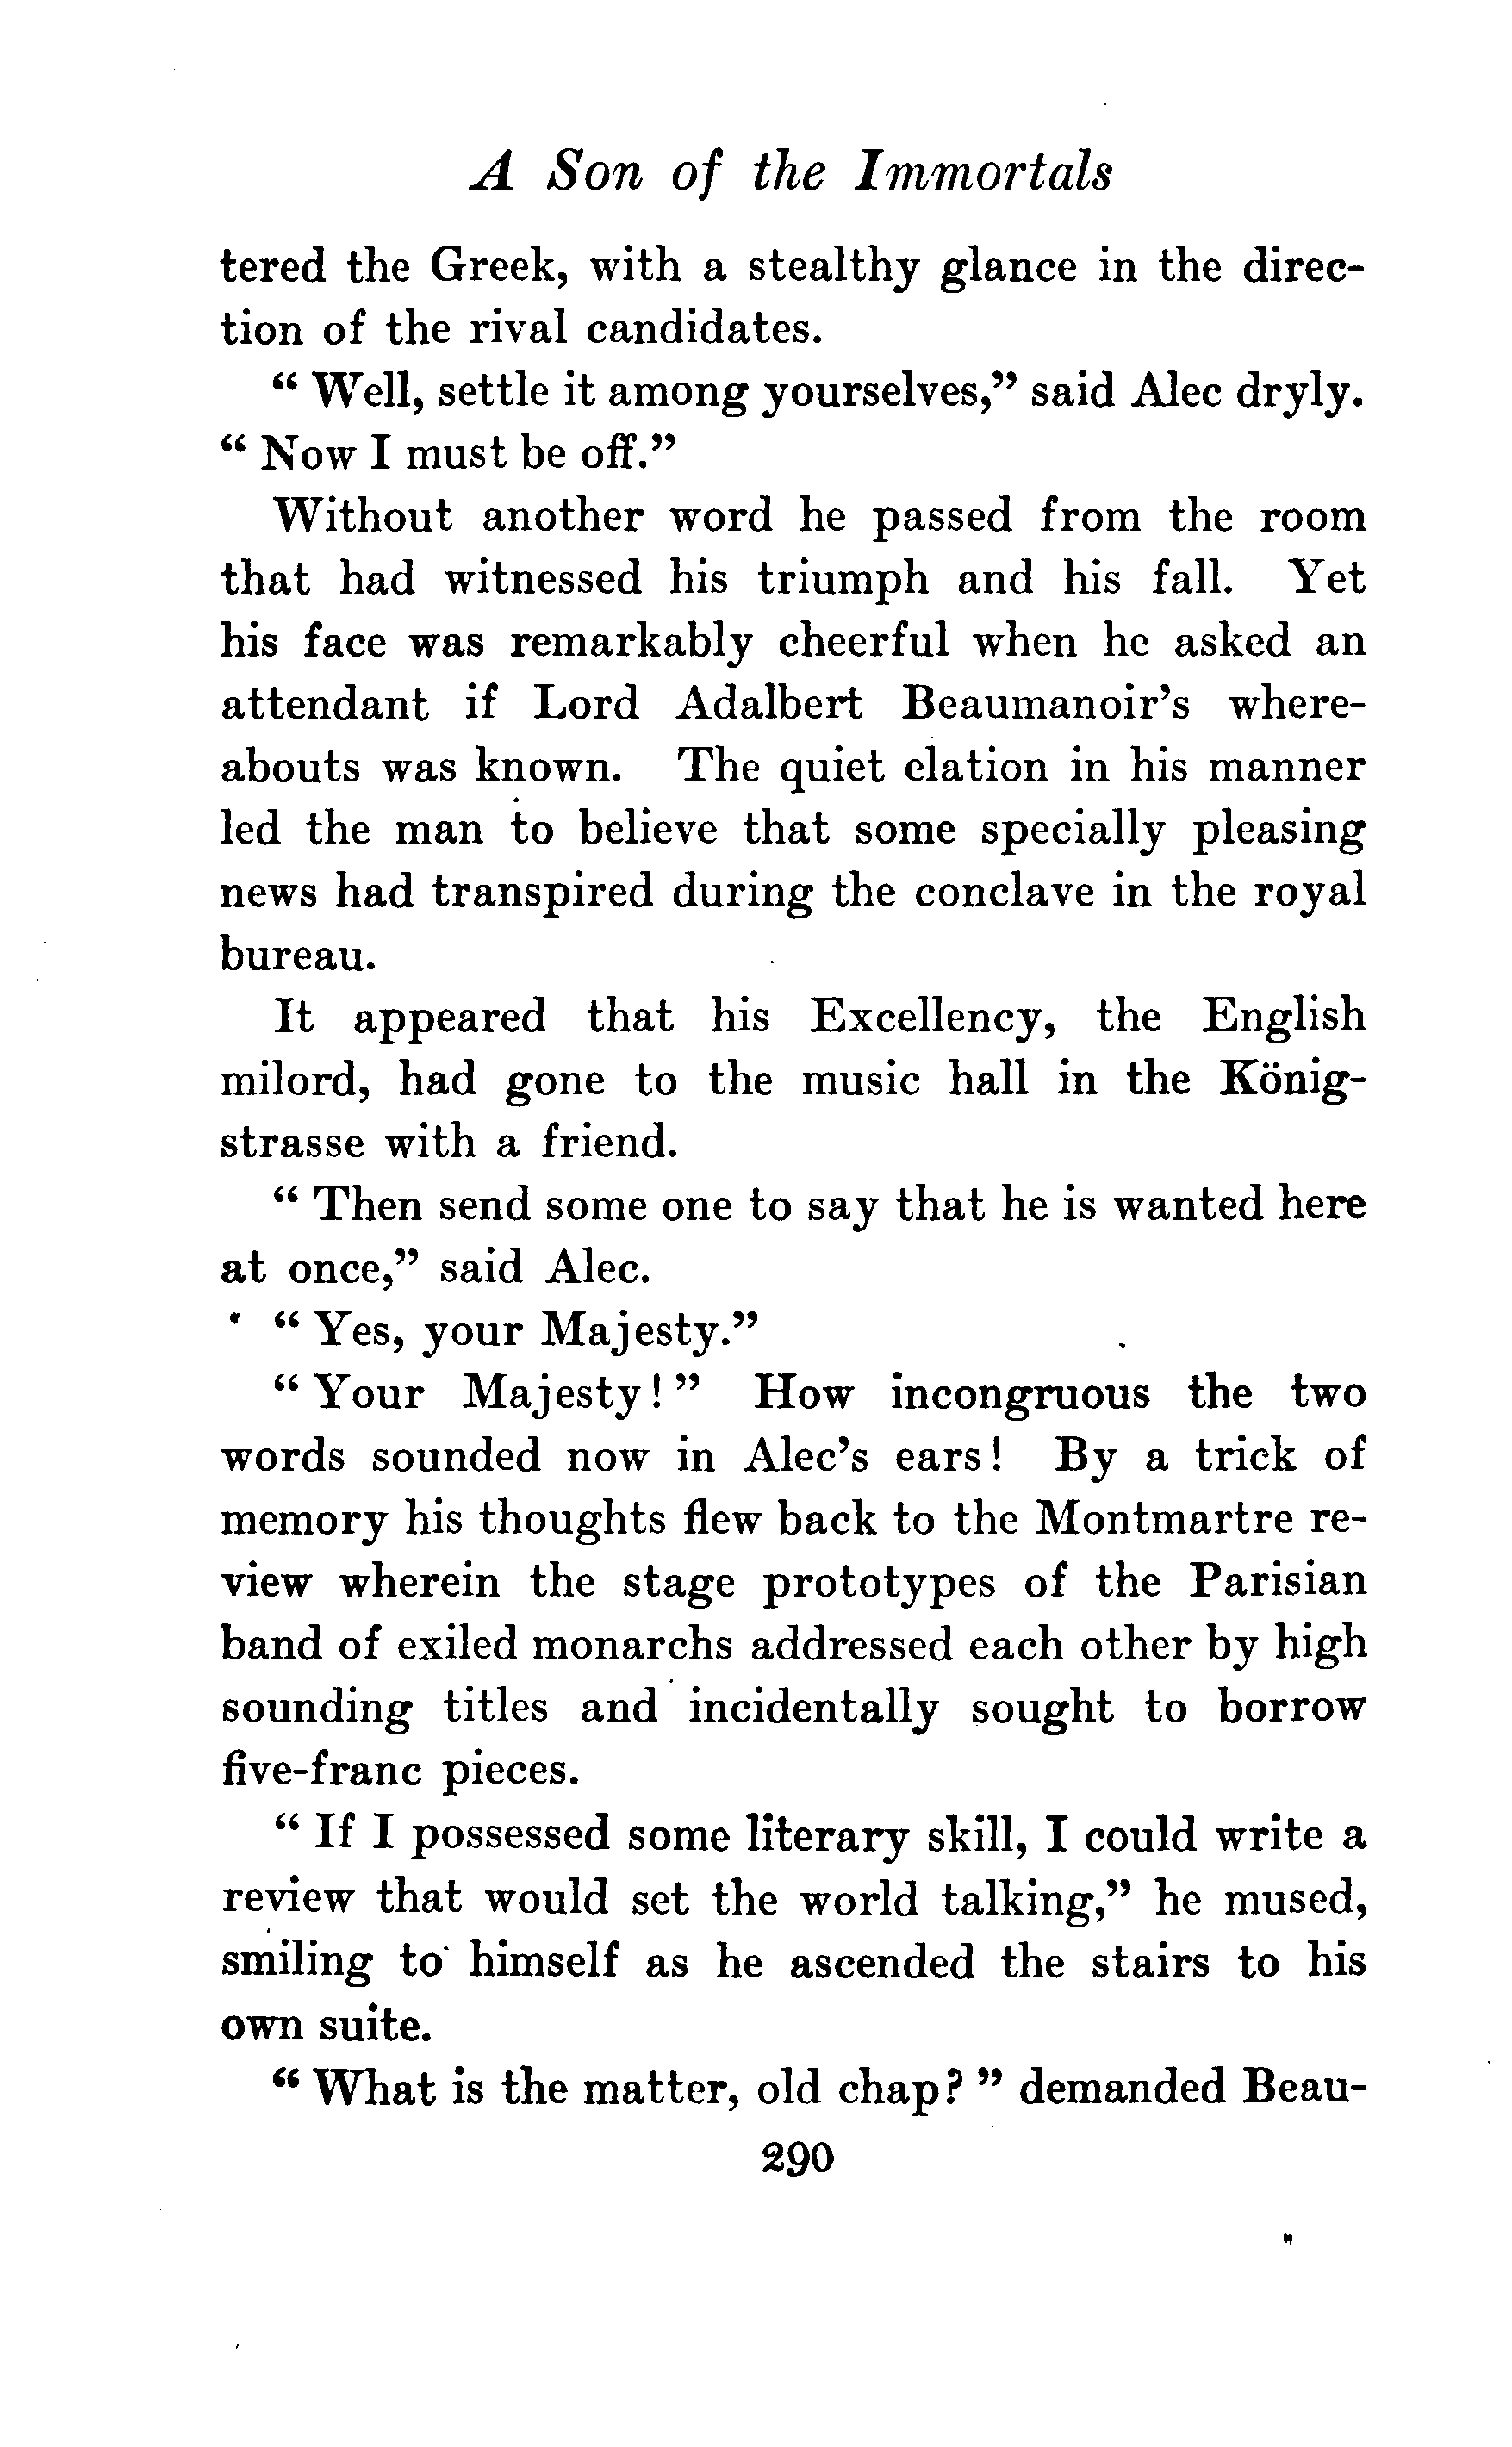 A Son of the Immortals
tered the Greek, with a stealthy glance in the direc-
tion of the rival candidates.
“ Well, settle it among yourselves,” said Alec dryly.
“ Now I must be off.”
Without another word he passed from the room
that had witnessed his triumph and his fall. Yet
his face was remarkably cheerful when he asked an
attendant if Lord Adalbert Beaumanoir’s where-
abouts was known. The quiet elation in his manner
led the man to believe that some specially pleasing
news had transpired during the conclave in the royal
bureau.
It appeared that his Excellency, the English
milord, had gone to the music hall in the König-
strasse with a friend.
“ Then send some one to say that he is wanted here
at once,” said Alec.
“ Yes, your Majesty.”
“ Your Majesty! ” How incongruous the two
words sounded now in Alec’s ears! By a trick of
memory his thoughts flew back to the Montmartre re-
view wherein the stage prototypes of the Parisian
band of exiled monarchs addressed each other by high
sounding titles and incidentally sought to borrow
five-franc pieces.
“ If I possessed some literary skill, I could write a
review that would set the world talking,” he mused,
smiling to himself as he ascended the stairs to his
own suite.
“ What is the matter, old chap? ” demanded Beau-
290